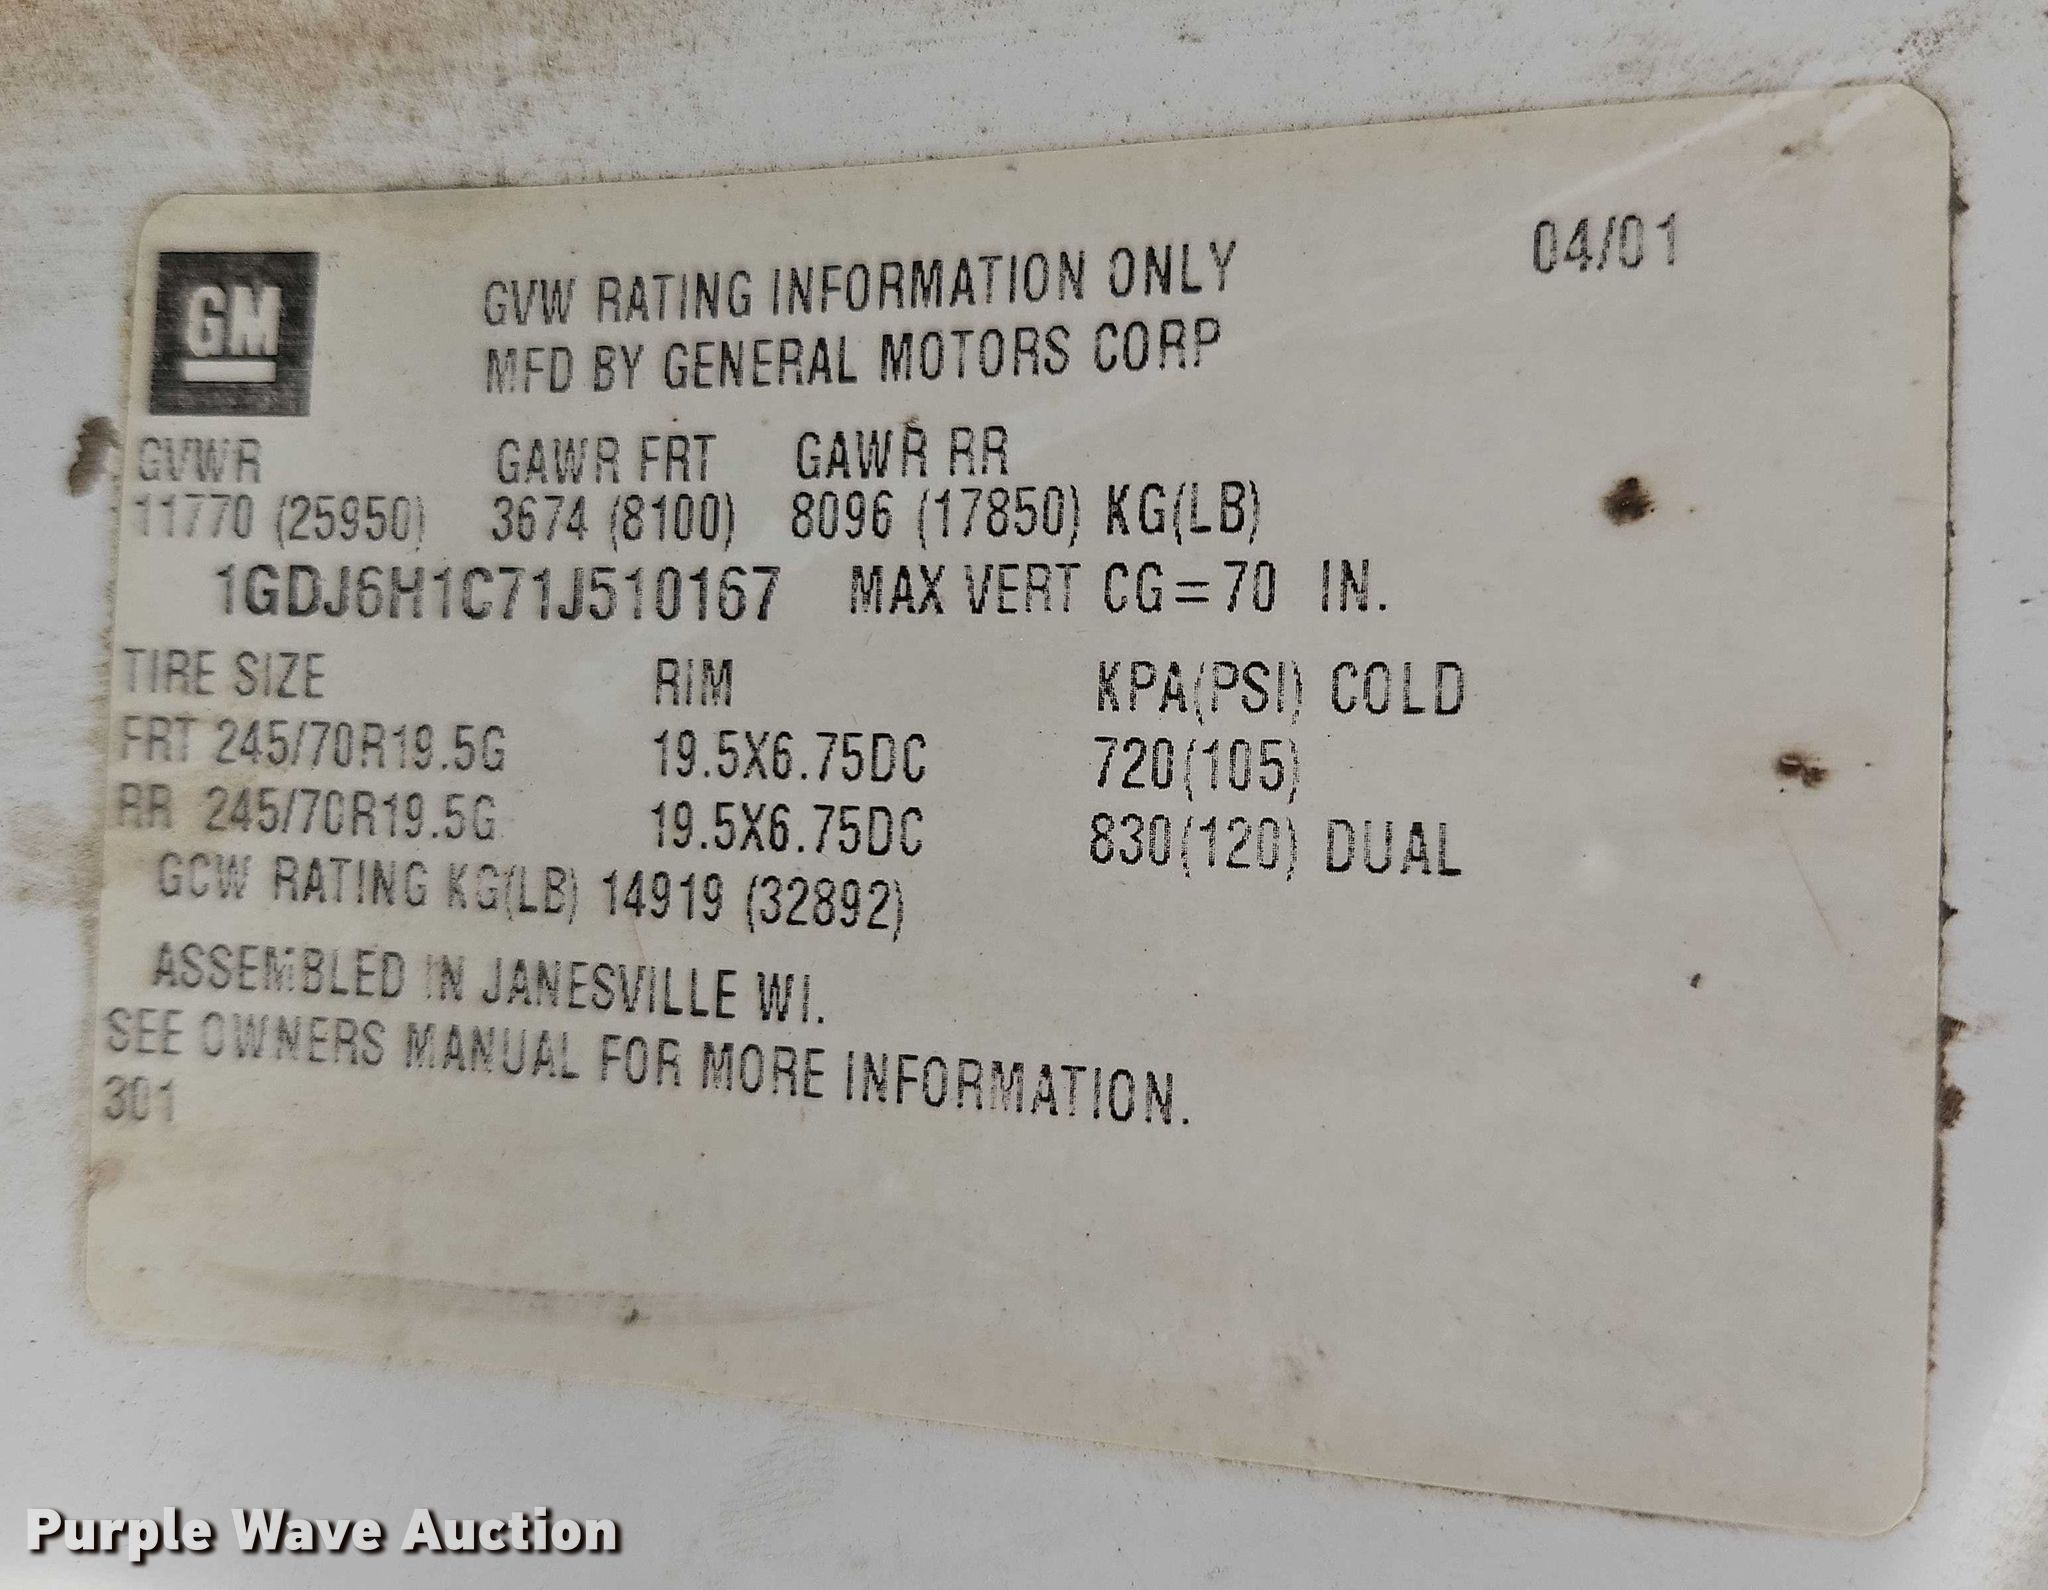 GM
GVW RATING INFORMATION ONLY
04/01
MFD BY GENERAL MOTORS CORP
GVWR GAWR FRT GAWR RR
11770 (25950) 3674 (8100) 8096 (17850) KG(LB)
1GDJ6H1C71J510167 MAX VERT CG=70 IN.
TIRE SIZE RIM KPA(PSI) COLD
FRT 245/70R19.5G 19.5X6.75DC 720(105)
RR 245/70R19.5G 19.5X6.75DC 830(120) DUAL
GCW RATING KG(LB) 14919 (32892)
ASSEMBLED IN JANESVILLE WI.
SEE OWNERS MANUAL FOR MORE INFORMATION.
301
Purple Wave Auction